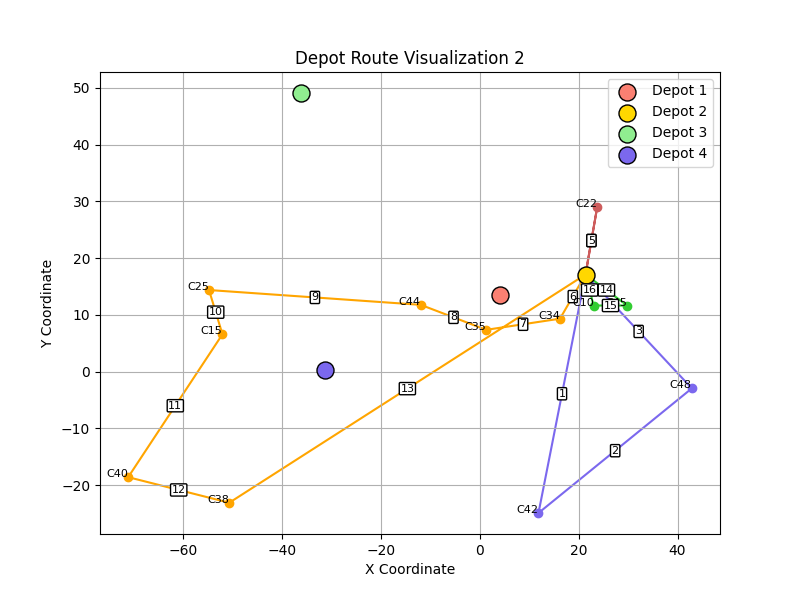 Depot Route Visualization 2
Depot 1
Depot 2
Depot 3
Depot 4
Y Coordinate
50
40
30
20
10
0
−10
−20
−60
−40
−20
0
20
40
X Coordinate
C22
5
C25
9
C44
10
C15
8
C35
7
C34
6
16
14
C10
15
3
11
13
1
C48
2
C40
12
C38
C42